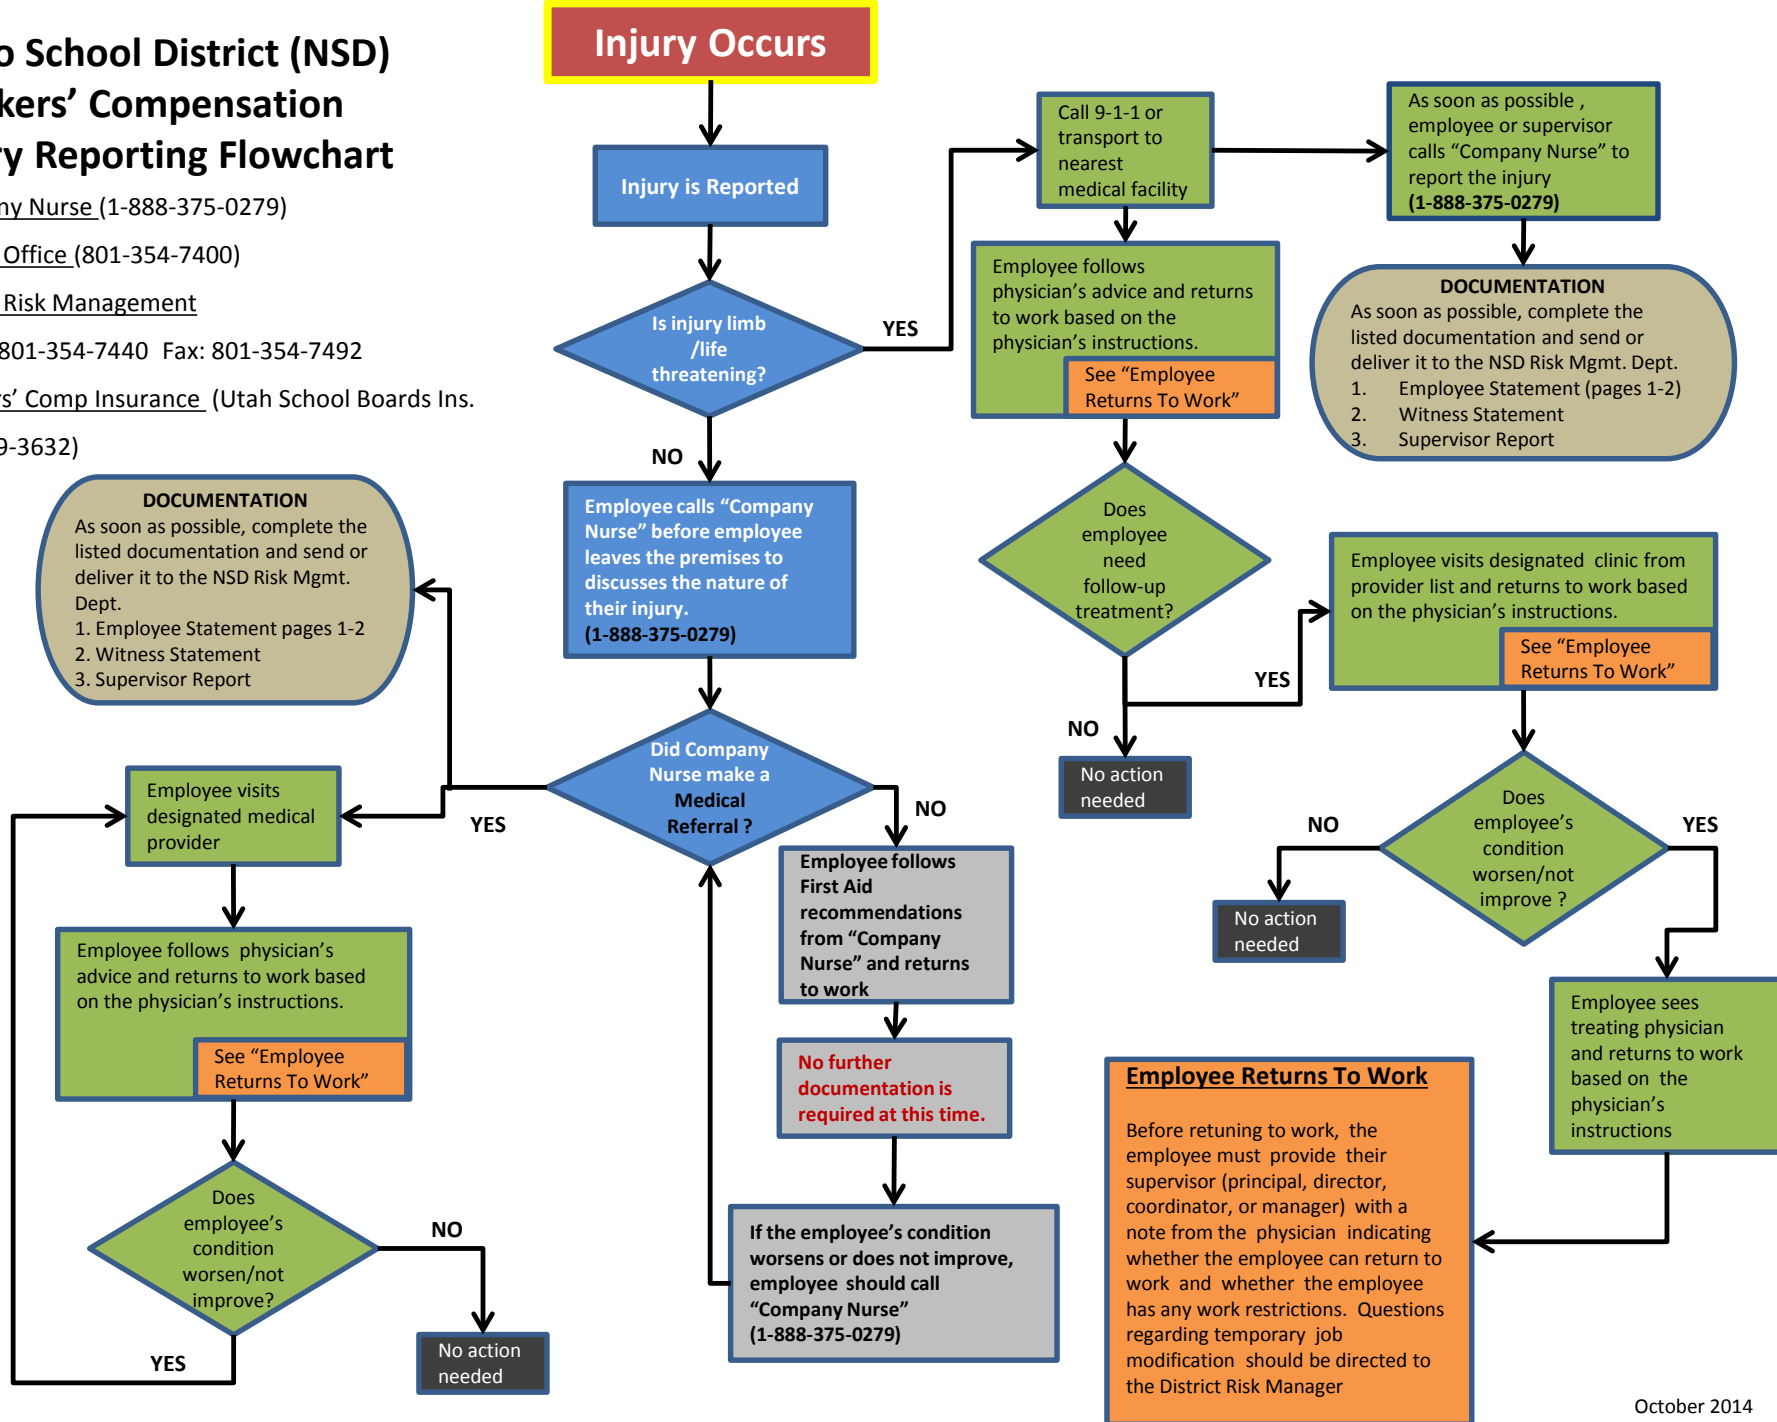 o School District (NSD)
kers’ Compensation
ry Reporting Flowchart
ny Nurse (1-888-375-0279)
Office (801-354-7400)
Risk Management
801-354-7440 Fax: 801-354-7492
rs’ Comp Insurance (Utah School Boards Ins.
9-3632)
Injury Occurs
Injury is Reported
Is injury limb
/life
threatening?
YES
NO
Call 9-1-1 or
transport to
nearest
medical facility
As soon as possible ,
employee or supervisor
calls “Company Nurse” to
report the injury
(1-888-375-0279)
DOCUMENTATION
As soon as possible, complete the
listed documentation and send or
deliver it to the NSD Risk Mgmt. Dept.
1. Employee Statement (pages 1-2)
2. Witness Statement
3. Supervisor Report
Employee follows
physician’s advice and returns
to work based on the
physician’s instructions.
See “Employee
Returns To Work”
Does
employee
need
follow-up
treatment?
YES
NO
No action
needed
Employee visits designated clinic from
provider list and returns to work based
on the physician’s instructions.
See “Employee
Returns To Work”
Does
employee’s
condition
worsen/not
improve ?
NO
YES
No action
needed
Employee sees
treating physician
and returns to work
based on the
physician’s
instructions
Employee Returns To Work
Before retuning to work, the
employee must provide their
supervisor (principal, director,
coordinator, or manager) with a
note from the physician indicating
whether the employee can return to
work and whether the employee
has any work restrictions. Questions
regarding temporary job
modification should be directed to
the District Risk Manager
Employee calls “Company
Nurse” before employee
leaves the premises to
discusses the nature of
their injury.
(1-888-375-0279)
Did Company
Nurse make a
Medical
Referral ?
YES
NO
DOCUMENTATION
As soon as possible, complete the
listed documentation and send or
deliver it to the NSD Risk Mgmt.
Dept.
1. Employee Statement pages 1-2
2. Witness Statement
3. Supervisor Report
Employee visits
designated medical
provider
Employee follows physician’s
advice and returns to work based
on the physician’s instructions.
See “Employee
Returns To Work”
Does
employee’s
condition
worsen/not
improve?
NO
YES
No action
needed
Employee follows
First Aid
recommendations
from “Company
Nurse” and returns
to work
No further
documentation is
required at this time.
If the employee’s condition
worsens or does not improve,
employee should call
“Company Nurse”
(1-888-375-0279)
October 2014